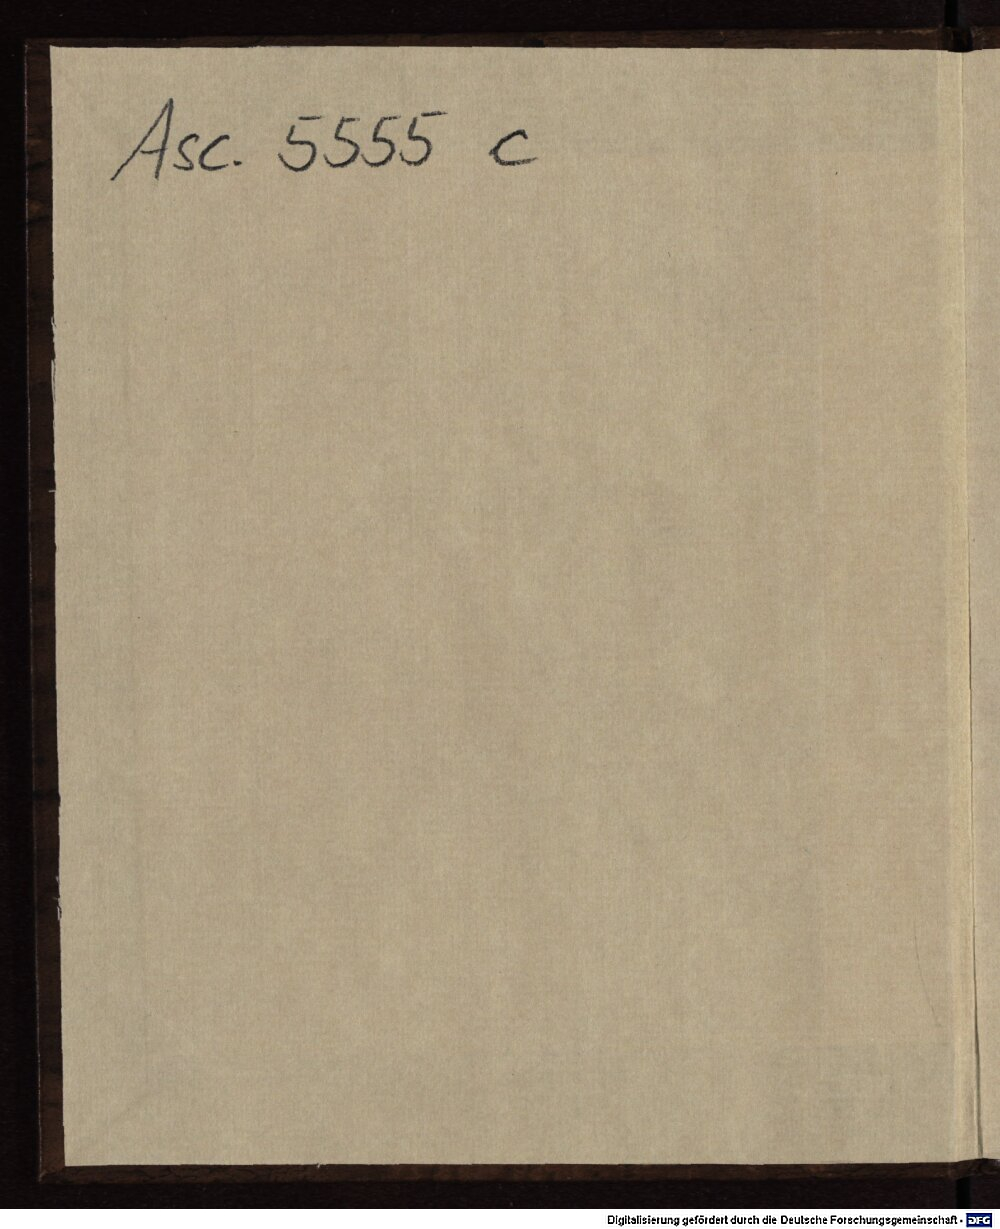 Asc. 5555 c
Digitalisierung gefördert durch die Deutsche Forschungsgemeinschaft - DFG